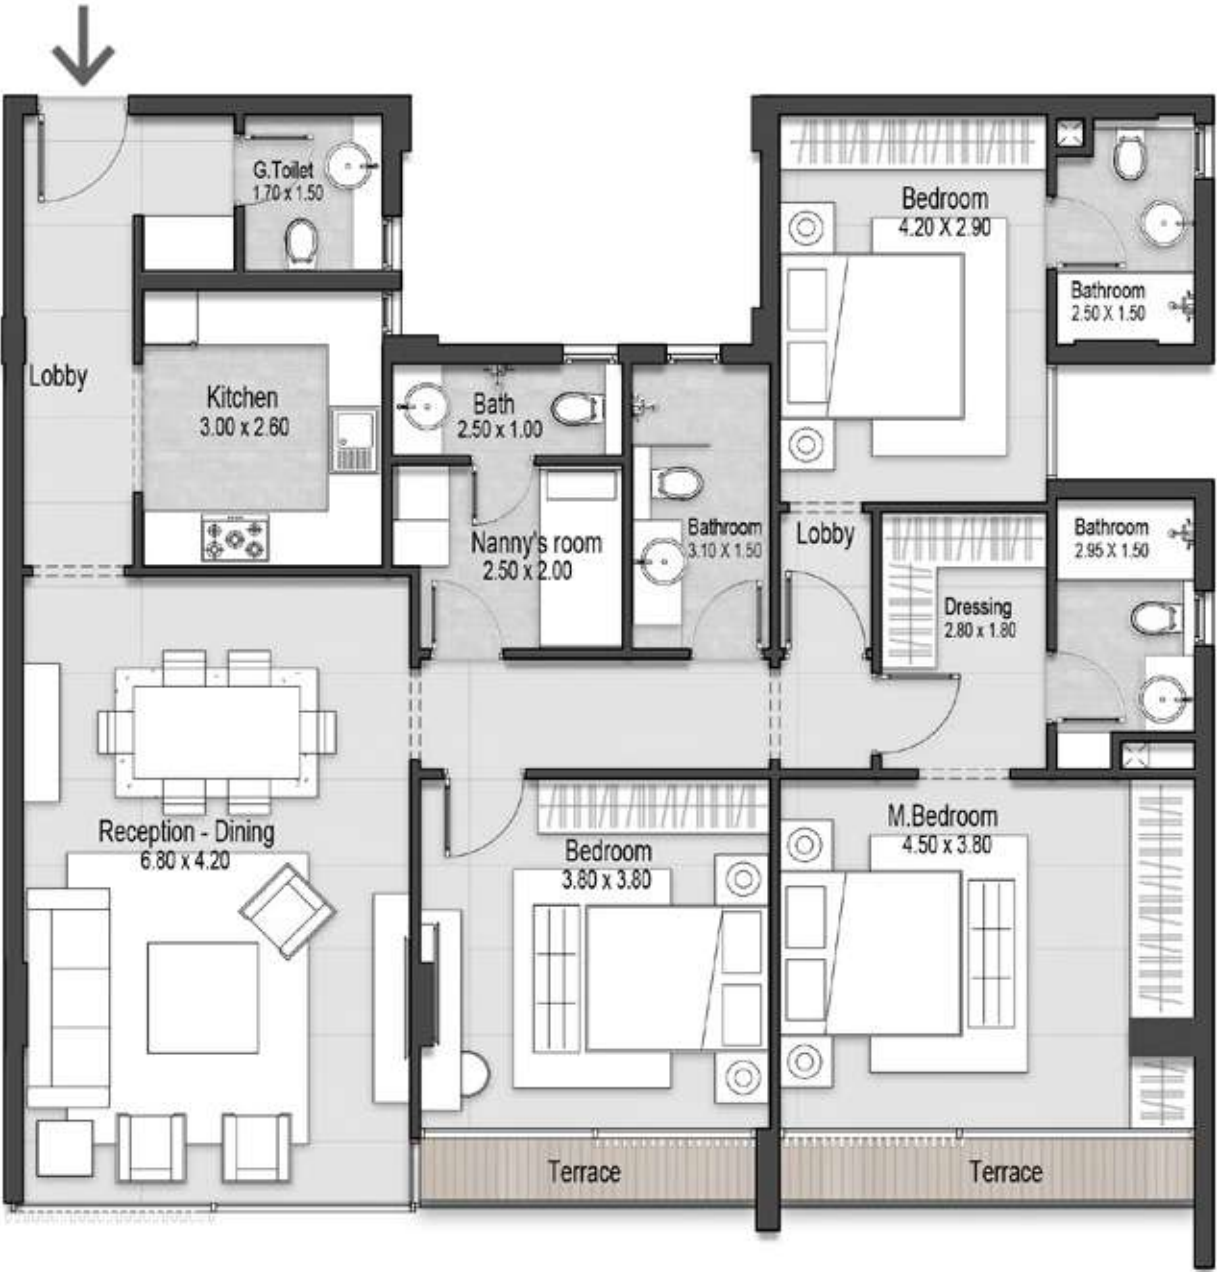 G.Toilet
1.70 x 1.50
Bedroom
4.20 X 2.90
Bathroom
2.50 X 1.50
Lobby
Kitchen
3.00 x 2.60
Bath
2.50 x 1.00
Nanny's room
2.50 x 2.00
Bathroom
3.10 X 1.50
Lobby
Bathroom
2.95 X 1.50
Dressing
2.80 x 1.80
Reception - Dining
6.80 x 4.20
Bedroom
3.80 x 3.80
M.Bedroom
4.50 x 3.80
Terrace
Terrace